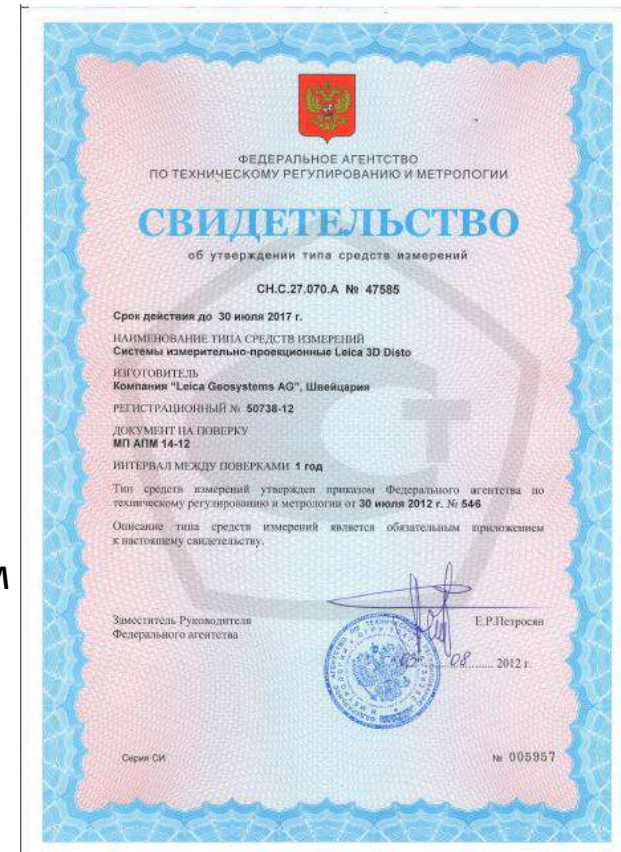 ФЕДЕРАЛЬНОЕ АГЕНТСТВО
ПО ТЕХНИЧЕСКОМУ РЕГУЛИРОВАНИЮ И МЕТРОЛОГИИ
СВИДЕТЕЛЬСТВО
об утверждении типа средств измерений
CH.C.27.070.A № 47585
Срок действия до 30 июля 2017 г.
НАИМЕНОВАНИЕ ТИПА СРЕДСТВ ИЗМЕРЕНИЙ
Системы измерительно-проекционные Leica 3D Disto
ИЗГОТОВИТЕЛЬ
Компания "Leica Geosystems AG", Швейцария
РЕГИСТРАЦИОННЫЙ № 50738-12
ДОКУМЕНТ НА ПОВЕРКУ
МП АПМ 14-12
ИНТЕРВАЛ МЕЖДУ ПОВЕРКАМИ 1 год
Тип средств измерений утвержден приказом Федерального агентства по
техническому регулированию и метрологии от 30 июля 2012 г. № 546
Описание типа средств измерений является обязательным приложением
к настоящему свидетельству.
и
Заместитель Руководителя
Федерального агентства
Е.Р.Петросян
03 08 2012 г.
Серия СИ
№ 005957